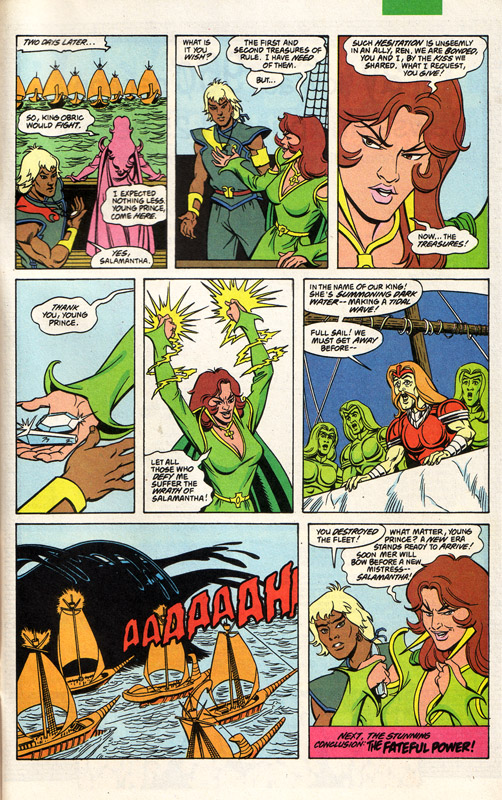 TWO DAYS LATER...
SO, KING OBRIC
WOULD FIGHT.
I EXPECTED
NOTHING LESS.
YOUNG PRINCE,
COME HERE.
YES,
SALAMANTHA.
WHAT IS
IT YOU
WISH?
THE FIRST AND
SECOND TREASURES OF
RULE. I HAVE NEED
OF THEM.
BUT...
SUCH HESITATION IS UNSEEMLY
IN AN ALLY, REN. WE ARE BONDED,
YOU AND I, BY THE KISS WE
SHARED. WHAT I REQUEST,
YOU GIVE!
NOW... THE
TREASURES!
THANK
YOU, YOUNG
PRINCE.
LET ALL
THOSE WHO
DEFY ME
SUFFER THE
WRATH OF
SALAMANTHA!
IN THE NAME OF OUR KING!
SHE'S SUMMONING DARK
WATER-- MAKING A TIDAL
WAVE!
FULL SAIL! WE
MUST GET AWAY
BEFORE--
AAAAAAH
YOU DESTROYED
THE FLEET!
WHAT MATTER, YOUNG
PRINCE? A NEW ERA
STANDS READY TO ARRIVE!
SOON MER WILL
BOW BEFORE A NEW
MISTRESS--
SALAMANTHA!
NEXT, THE STUNNING
CONCLUSION: THE FATEFUL POWER!